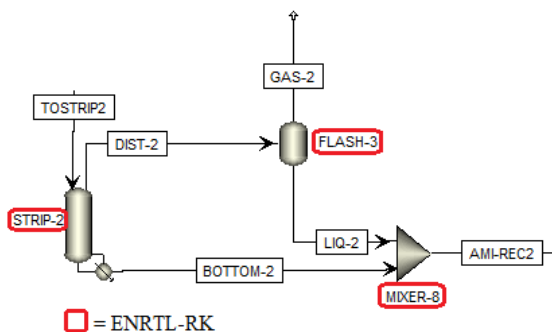 GAS-2
TOSTRIP2
DIST-2
FLASH-3
STRIP-2
LIQ-2
AMI-REC2
BOTTOM-2
MIXER-8
= ENRTL-RK